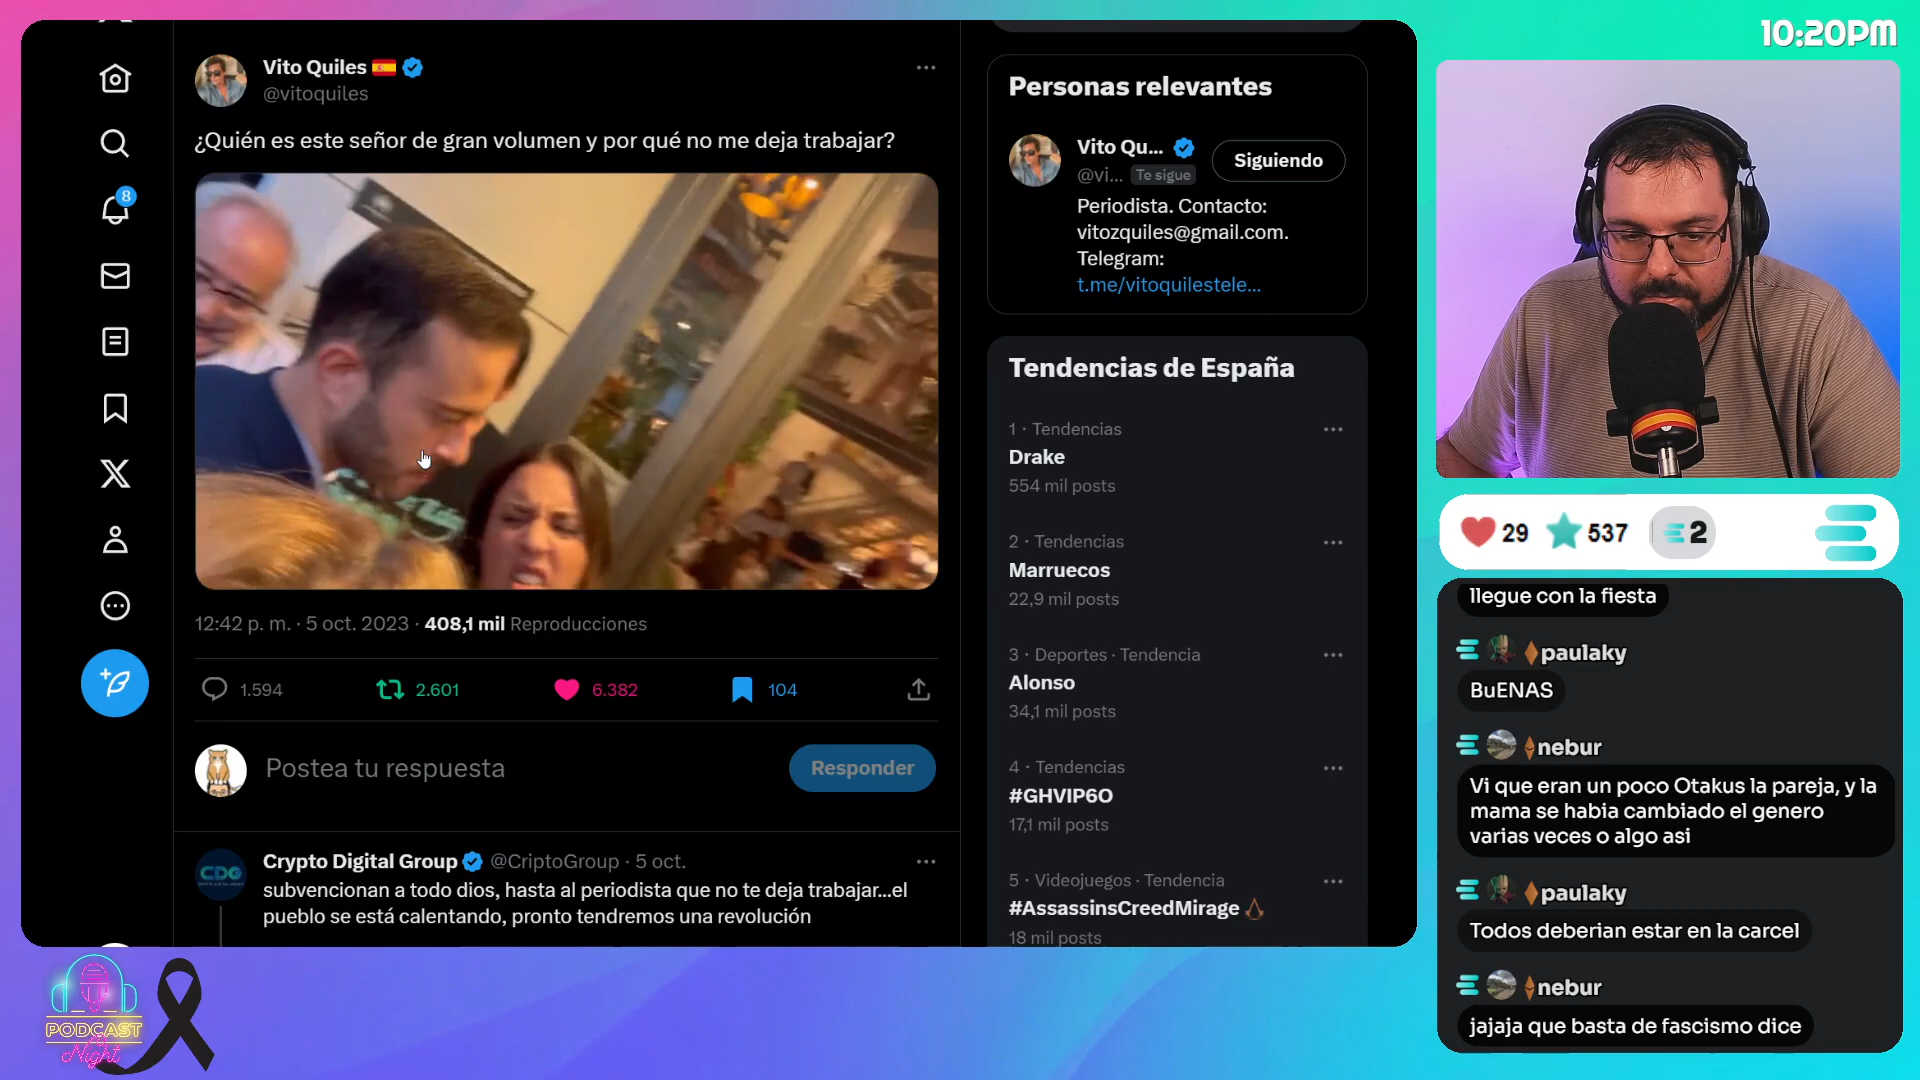 10:20PM
Vito Quiles
@vitoquiles
¿Quién es este señor de gran volumen y por qué no me deja trabajar?
12:42 p. m. · 5 oct. 2023 · 408,1 mil Reproducciones
1.594
2.601
6.382
104
Postea tu respuesta
Responder
Crypto Digital Group @CriptoGroup · 5 oct.
subvencionan a todo dios, hasta al periodista que no te deja trabajar...el
pueblo se está calentando, pronto tendremos una revolución
CDG
8
Personas relevantes
Vito Qu...
Siguiendo
@vi... Te sigue
Periodista. Contacto:
vitozquiles@gmail.com.
Telegram:
t.me/vitoquilestele...
Tendencias de España
1 · Tendencias
Drake
554 mil posts
2 · Tendencias
Marruecos
22,9 mil posts
3 · Deportes · Tendencia
Alonso
34,1 mil posts
4 · Tendencias
#GHVIP6O
17,1 mil posts
5 · Videojuegos · Tendencia
#AssassinsCreedMirage
18 mil posts
29
537
2
llegue con la fiesta
paulaky
BuENAS
nebur
Vi que eran un poco Otakus la pareja, y la
mama se habia cambiado el genero
varias veces o algo asi
paulaky
Todos deberian estar en la carcel
nebur
jajaja que basta de fascismo dice
PODCAST
Night